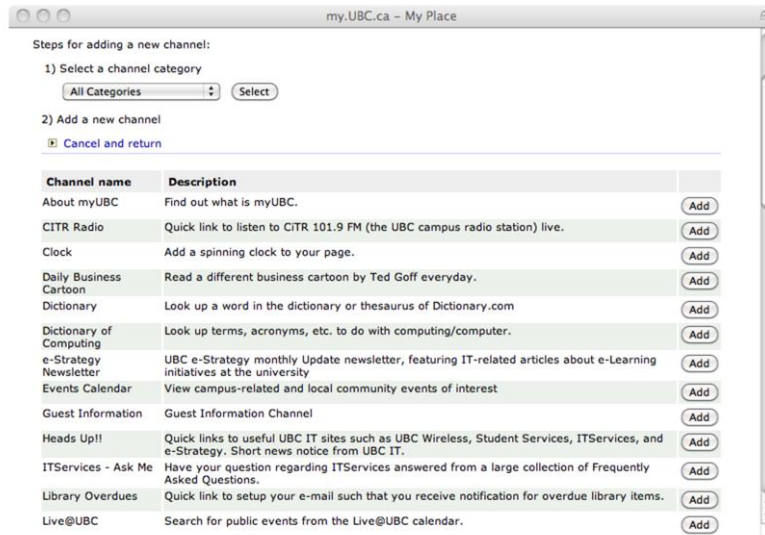 my.UBC.ca – My Place
Steps for adding a new channel:
1) Select a channel category
All Categories Select
2) Add a new channel
Cancel and return
Channel name Description
About myUBC Find out what is myUBC. Add
CITR Radio Quick link to listen to CiTR 101.9 FM (the UBC campus radio station) live. Add
Clock Add a spinning clock to your page. Add
Daily Business Read a different business cartoon by Ted Goff everyday. Add
Cartoon
Dictionary Look up a word in the dictionary or thesaurus of Dictionary.com Add
Dictionary of Look up terms, acronyms, etc. to do with computing/computer. Add
Computing
e-Strategy UBC e-Strategy monthly Update newsletter, featuring IT-related articles about e-Learning Add
Newsletter initiatives at the university
Events Calendar View campus-related and local community events of interest Add
Guest Information Guest Information Channel Add
Heads Up!! Quick links to useful UBC IT sites such as UBC Wireless, Student Services, ITServices, and Add
e-Strategy. Short news notice from UBC IT.
ITServices - Ask Me Have your question regarding ITServices answered from a large collection of Frequently Add
Asked Questions.
Library Overdues Quick link to setup your e-mail such that you receive notification for overdue library items. Add
Live@UBC Search for public events from the Live@UBC calendar. Add